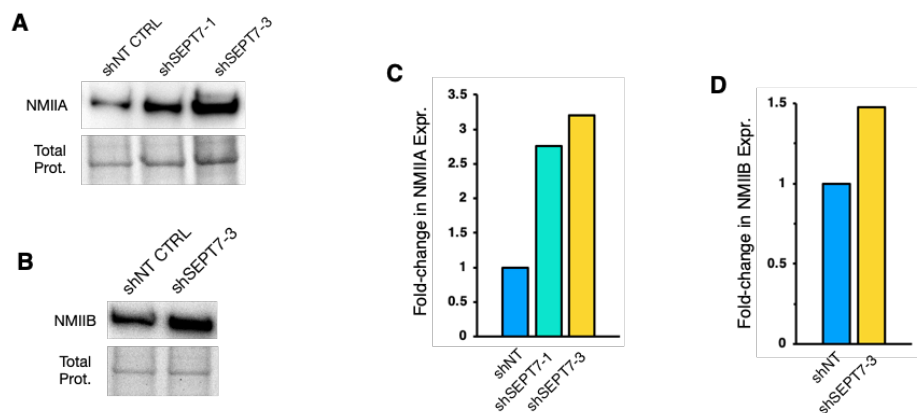 A
shNT CTRL
shSEPT7-1
shSEPT7-3
NMIIA
Total
Prot.
B
shNT CTRL
shSEPT7-3
NMIIB
Total
Prot.
C
Fold-change in NMIIA Expr.
3.5
3
2.5
2
1.5
1
0.5
0
shNT
shSEPT7-1
shSEPT7-3
D
Fold-change in NMIIB Expr.
1.5
1
0.5
0
shNT
shSEPT7-3